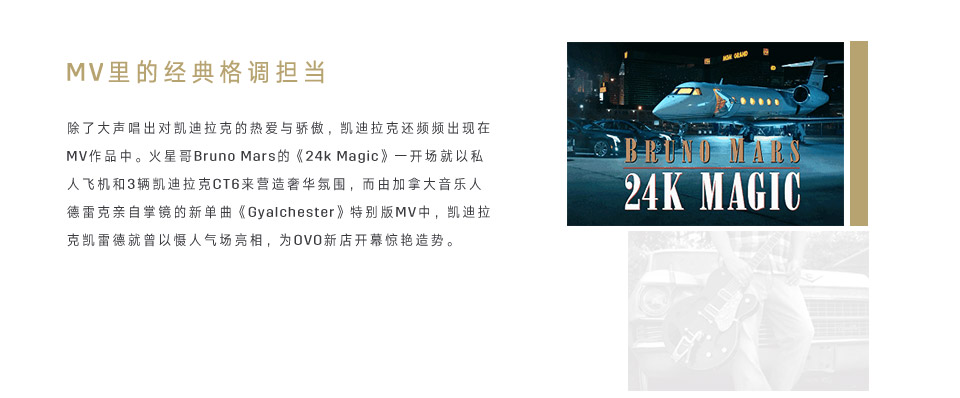 MV里的经典格调担当
除了大声唱出对凯迪拉克的热爱与骄傲，凯迪拉克还频频出现在
MV作品中。火星哥Bruno Mars的《24k Magic》一开场就以私
人飞机和3辆凯迪拉克CT6来营造奢华氛围，而由加拿大音乐人
德雷克亲自掌镜的新单曲《Gyalchester》特别版MV中，凯迪拉
克凯雷德就曾以慑人气场亮相，为OVO新店开幕惊艳造势。
MGM GRAND
BRUNO MARS
24K MAGIC